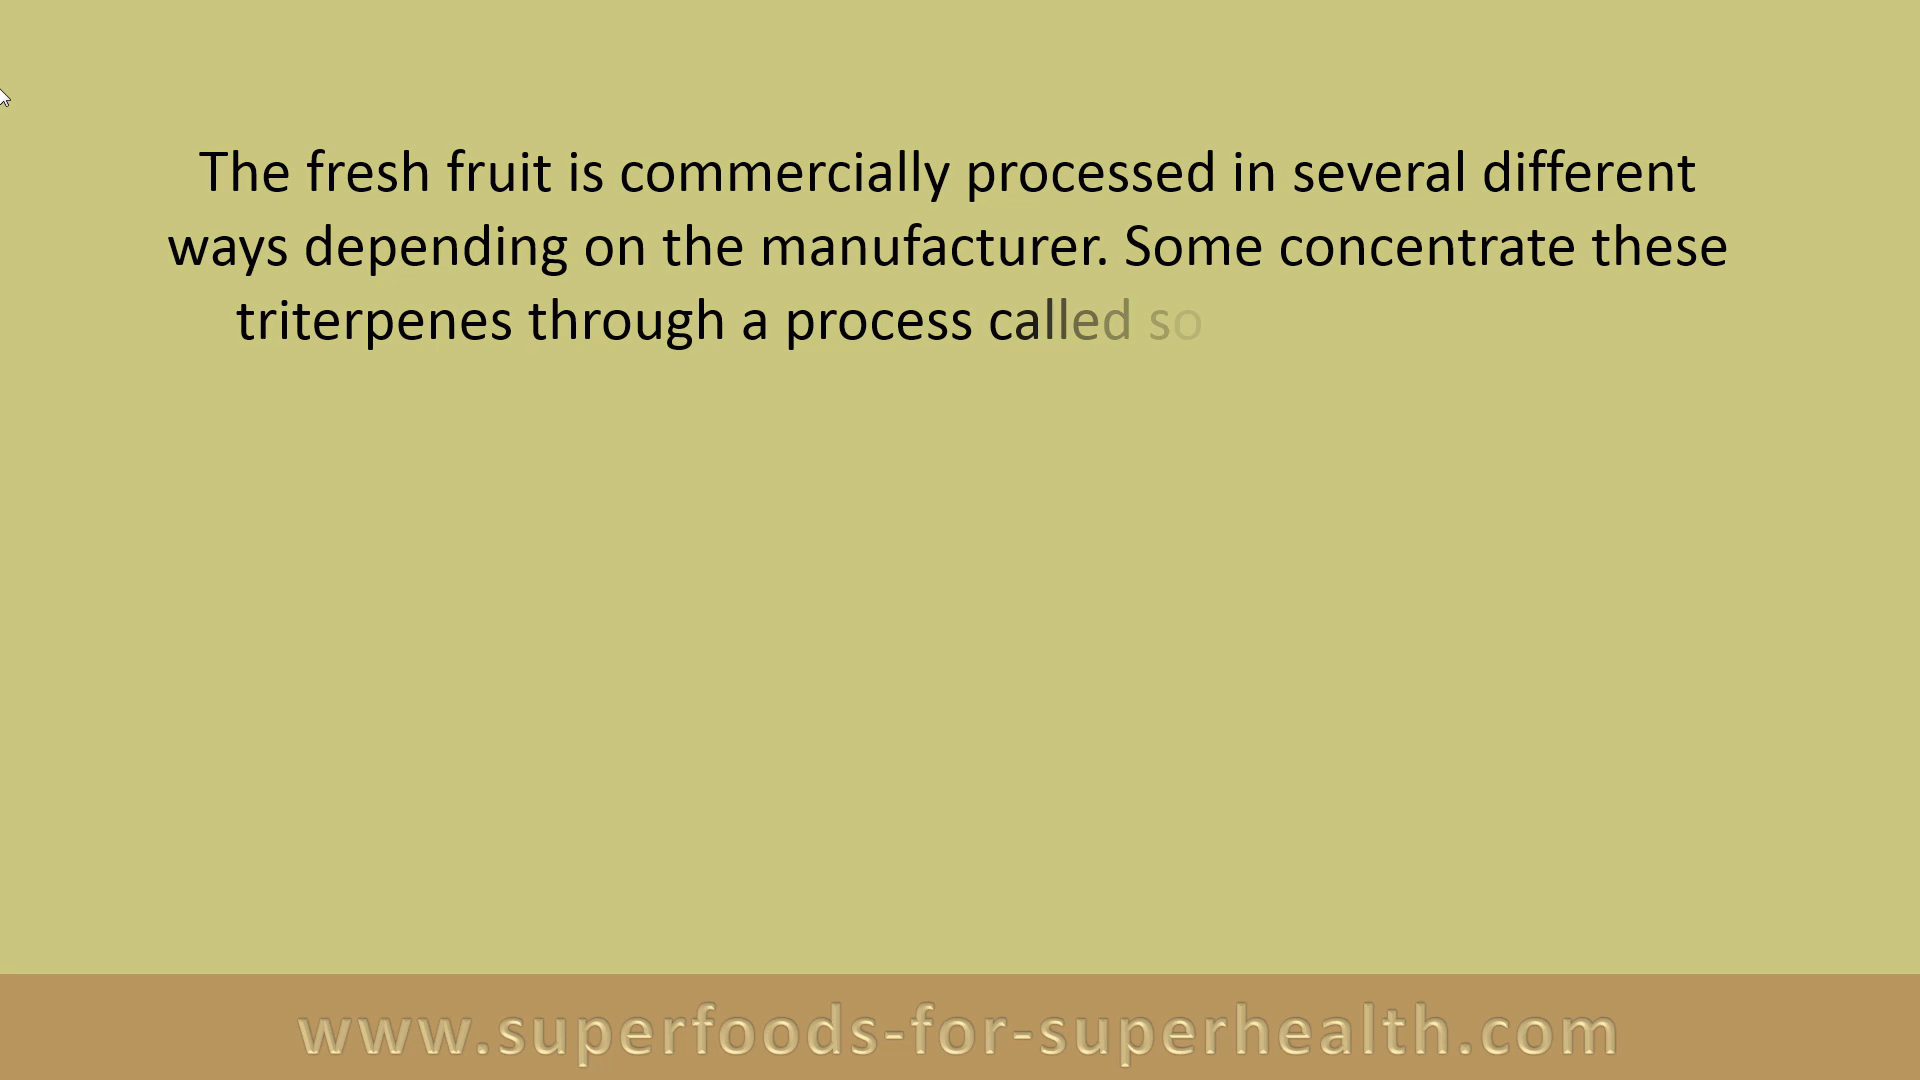 The fresh fruit is commercially processed in several different
ways depending on the manufacturer. Some concentrate these
triterpenes through a process called so
www.superfoods-for-superhealth.com